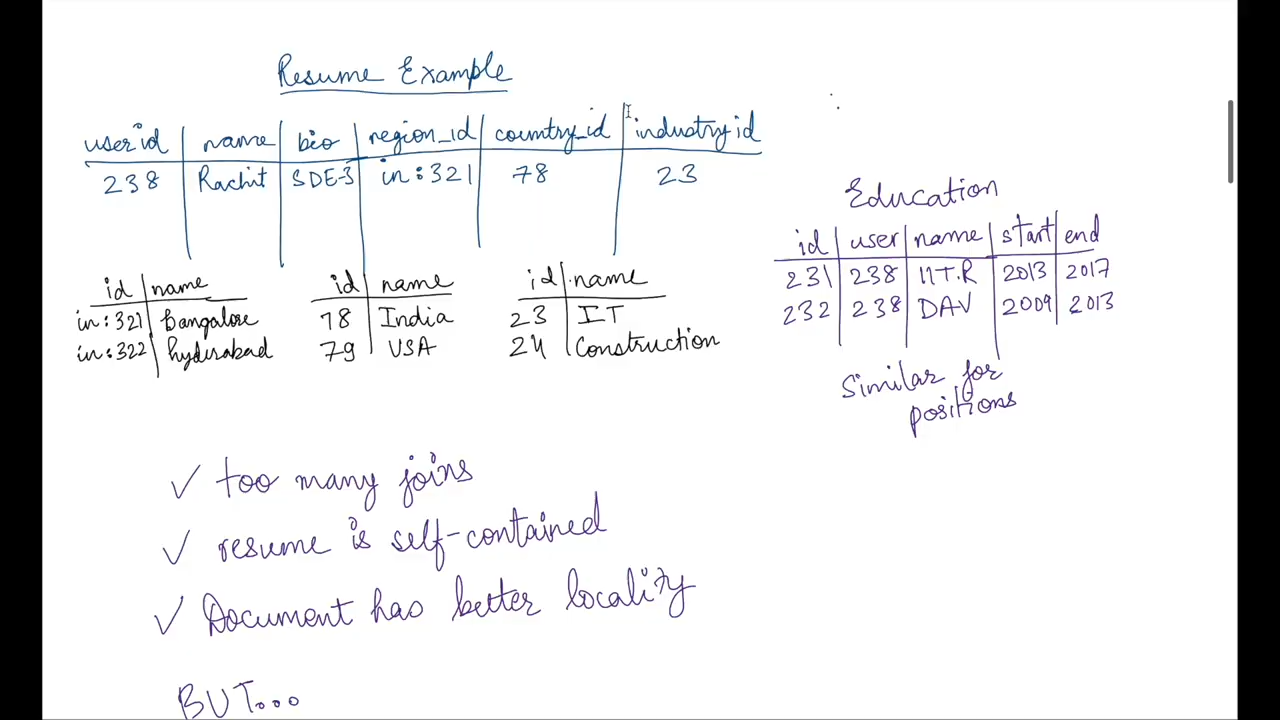 Resume Example
user id name bio region_id country_id industry id
238 Rachit SDE-3 in:321 78 23
id name
in:321 Bangalore
in:322 hyderabad
id name
78 India
79 USA
id name
23 IT
24 Construction
Education
id user name start end
231 238 IIT.R 2013 2017
232 238 DAV 2009 2013
Similar for
positions
✓ too many joins
✓ resume is self-contained
✓ Document has better locality
BUT...